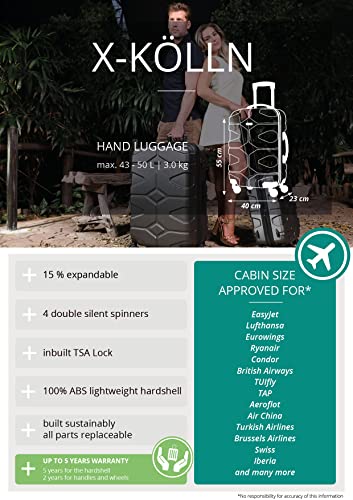 X-KÖLLN
HAND LUGGAGE
max. 43 - 50 L | 3.0 kg
55 cm
40 cm
23 cm
15 % expandable
4 double silent spinners
inbuilt TSA Lock
100% ABS lightweight hardshell
built sustainably
all parts replaceable
UP TO 5 YEARS WARRANTY
5 years for the hardshell
2 years for handles and wheels
CABIN SIZE
APPROVED FOR*
EasyJet
Lufthansa
Eurowings
Ryanair
Condor
British Airways
TUIfly
TAP
Aeroflot
Air China
Turkish Airlines
Brussels Airlines
Swiss
Iberia
and many more
*No responsibility for accuracy of this information